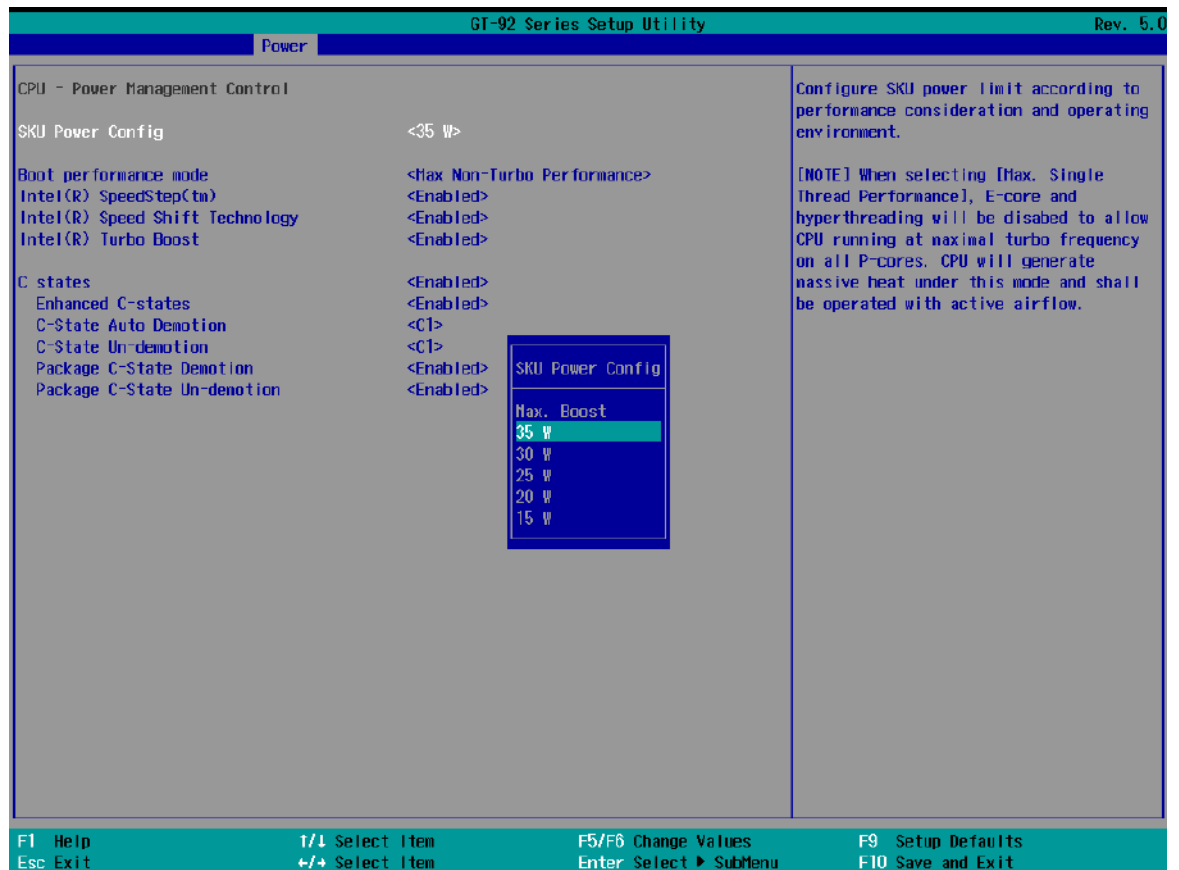 GT-92 Series Setup Utility Rev. 5.0
Power
CPU - Power Management Control
SKU Power Config <35 W>
Boot performance mode <Max Non-Turbo Performance>
Intel(R) SpeedStep(tm) <Enabled>
Intel(R) Speed Shift Technology <Enabled>
Intel(R) Turbo Boost <Enabled>
C states <Enabled>
Enhanced C-states <Enabled>
C-State Auto Demotion <C1>
C-State Un-demotion <C1>
Package C-State Demotion <Enabled>
Package C-State Un-demotion <Enabled>
SKU Power Config
Max. Boost
35 W
30 W
25 W
20 W
15 W
Configure SKU power limit according to
performance consideration and operating
environment.
[NOTE] When selecting [Max. Single
Thread Performance], E-core and
hyperthreading will be disabed to allow
CPU running at maximal turbo frequency
on all P-cores. CPU will generate
massive heat under this mode and shall
be operated with active airflow.
F1 Help ↑/↓ Select Item F5/F6 Change Values F9 Setup Defaults
Esc Exit ←/→ Select Item Enter Select ▶ SubMenu F10 Save and Exit